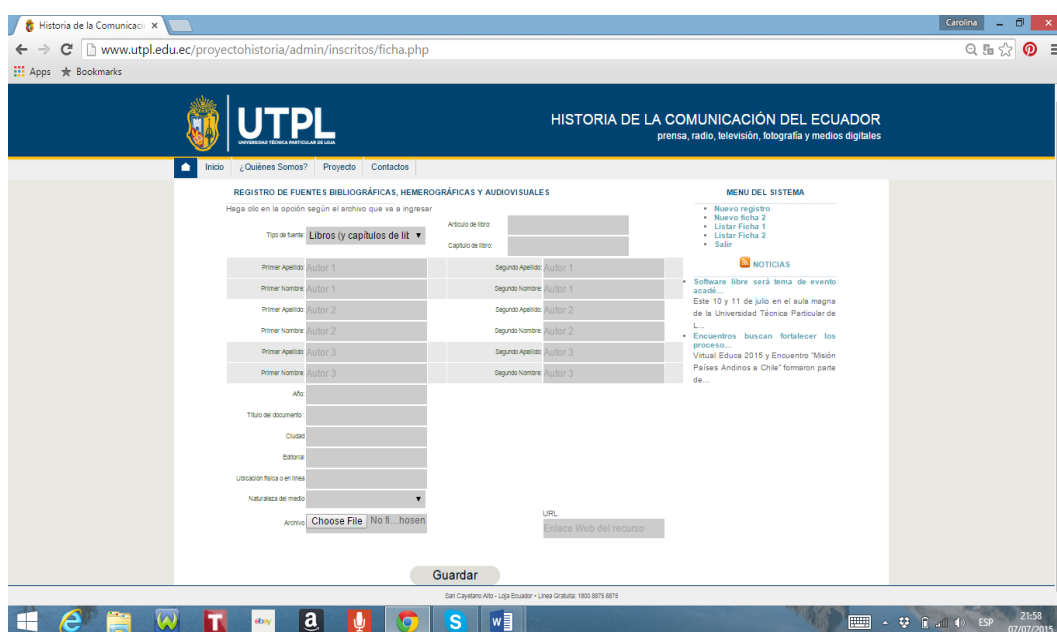 Historia de la Comunicaci
Carolina
www.utpl.edu.ec/proyectohistoria/admin/inscritos/ficha.php
Apps Bookmarks
UTPL
UNIVERSIDAD TÉCNICA PARTICULAR DE LOJA
HISTORIA DE LA COMUNICACIÓN DEL ECUADOR
prensa, radio, televisión, fotografía y medios digitales
Inicio ¿Quiénes Somos? Proyecto Contactos
REGISTRO DE FUENTES BIBLIOGRÁFICAS, HEMEROGRÁFICAS Y AUDIOVISUALES
Haga clic en la opción según el archivo que va a ingresar
Tipo de fuente: Libros (y capítulos de lit
Artículo de libro:
Capítulo de libro:
Primer Apellido: Autor 1 Segundo Apellido: Autor 1
Primer Nombre: Autor 1 Segundo Nombre: Autor 1
Primer Apellido: Autor 2 Segundo Apellido: Autor 2
Primer Nombre: Autor 2 Segundo Nombre: Autor 2
Primer Apellido: Autor 3 Segundo Apellido: Autor 3
Primer Nombre: Autor 3 Segundo Nombre: Autor 3
Año:
Título del documento :
Ciudad
Editorial
Ubicación física o en línea
Naturaleza del medio
Archivo Choose File No fi...hosen
URL
Enlace Web del recurso
Guardar
MENU DEL SISTEMA
Nuevo registro
Nuevo ficha 2
Listar Ficha 1
Listar Ficha 2
Salir
NOTICIAS
Software libre será tema de evento
acadé...
Este 10 y 11 de julio en el aula magna
de la Universidad Técnica Particular de
L...
Encuentros buscan fortalecer los
proceso...
Virtual Educa 2015 y Encuentro "Misión
Países Andinos a Chile" formaron parte
de...
San Cayetano Alto - Loja Ecuador • Línea Gratuita: 1800 8875 8875
ebay
ESP
21:58
07/07/2015